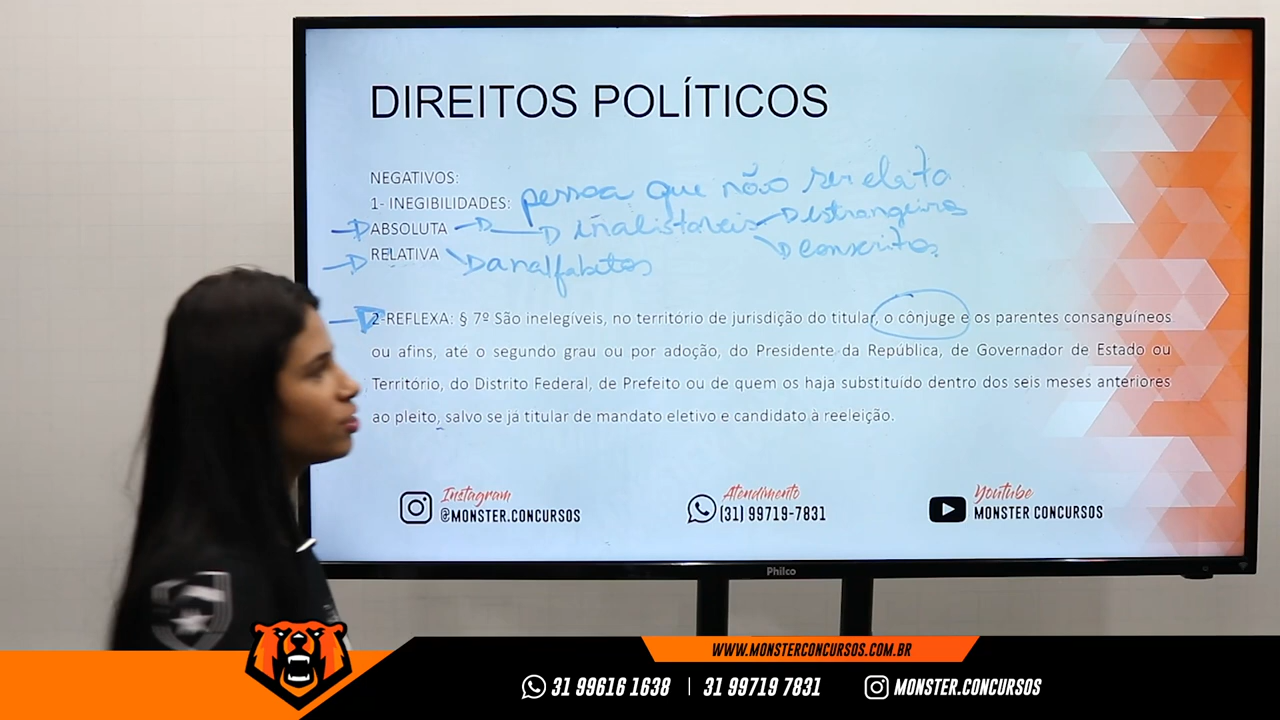 DIREITOS POLÍTICOS
NEGATIVOS:
1- INEGIBILIDADES: pessoa que não ser eleito
ABSOLUTA inalistáveis estrangeiros
RELATIVA analfabetos conscritos
2-REFLEXA: § 7º São inelegíveis, no território de jurisdição do titular, o cônjuge e os parentes consanguíneos
ou afins, até o segundo grau ou por adoção, do Presidente da República, de Governador de Estado ou
Território, do Distrito Federal, de Prefeito ou de quem os haja substituído dentro dos seis meses anteriores
ao pleito, salvo se já titular de mandato eletivo e candidato à reeleição.
Instagram
@MONSTER.CONCURSOS
Atendimento
(31) 99719-7831
Youtube
MONSTER CONCURSOS
Philco
WWW.MONSTERCONCURSOS.COM.BR
31 99616 1638 | 31 99719 7831 MONSTER.CONCURSOS